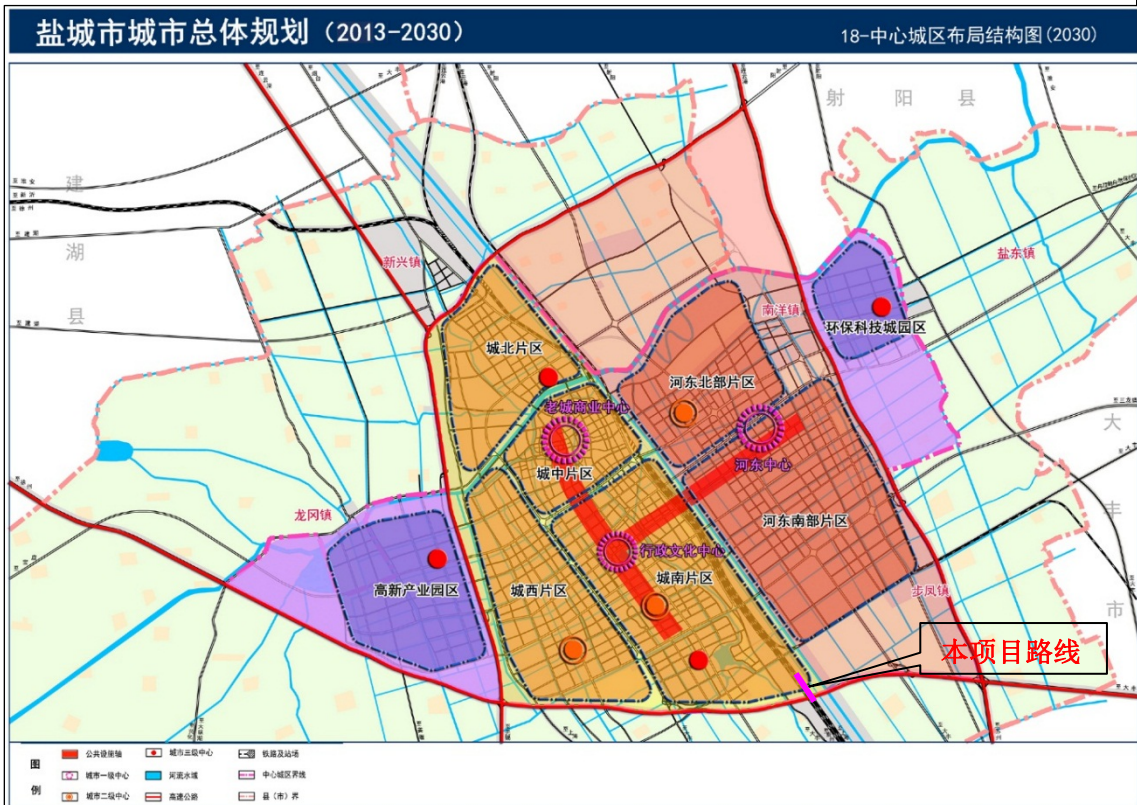 盐城市城市总体规划（2013-2030）
18-中心城区布局结构图(2030)
射阳县
建
湖
县
新兴镇
盐东镇
南洋镇
环保科技城园区
城北片区
河东北部片区
老城商业中心
河东中心
城中片区
大
丰
市
龙冈镇
河东南部片区
行政文化中心
高新产业园区
城西片区
城南片区
步凤镇
本项目路线
图
例
公共设施轴
城市三级中心
铁路及站场
城市一级中心
河流水域
中心城区界线
城市二级中心
高速公路
县（市）界